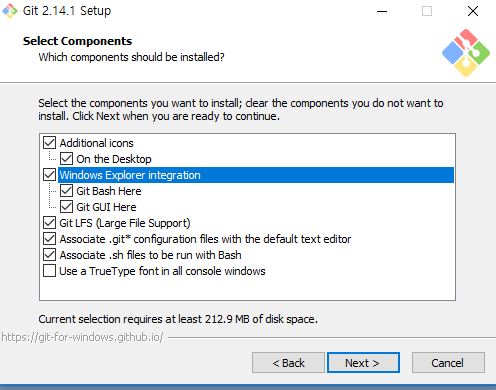 Git 2.14.1 Setup
Select Components
Which components should be installed?
Select the components you want to install; clear the components you do not want to
install. Click Next when you are ready to continue.
Additional icons
On the Desktop
Windows Explorer integration
Git Bash Here
Git GUI Here
Git LFS (Large File Support)
Associate .git* configuration files with the default text editor
Associate .sh files to be run with Bash
Use a TrueType font in all console windows
Current selection requires at least 212.9 MB of disk space.
https://git-for-windows.github.io/
< Back Next > Cancel